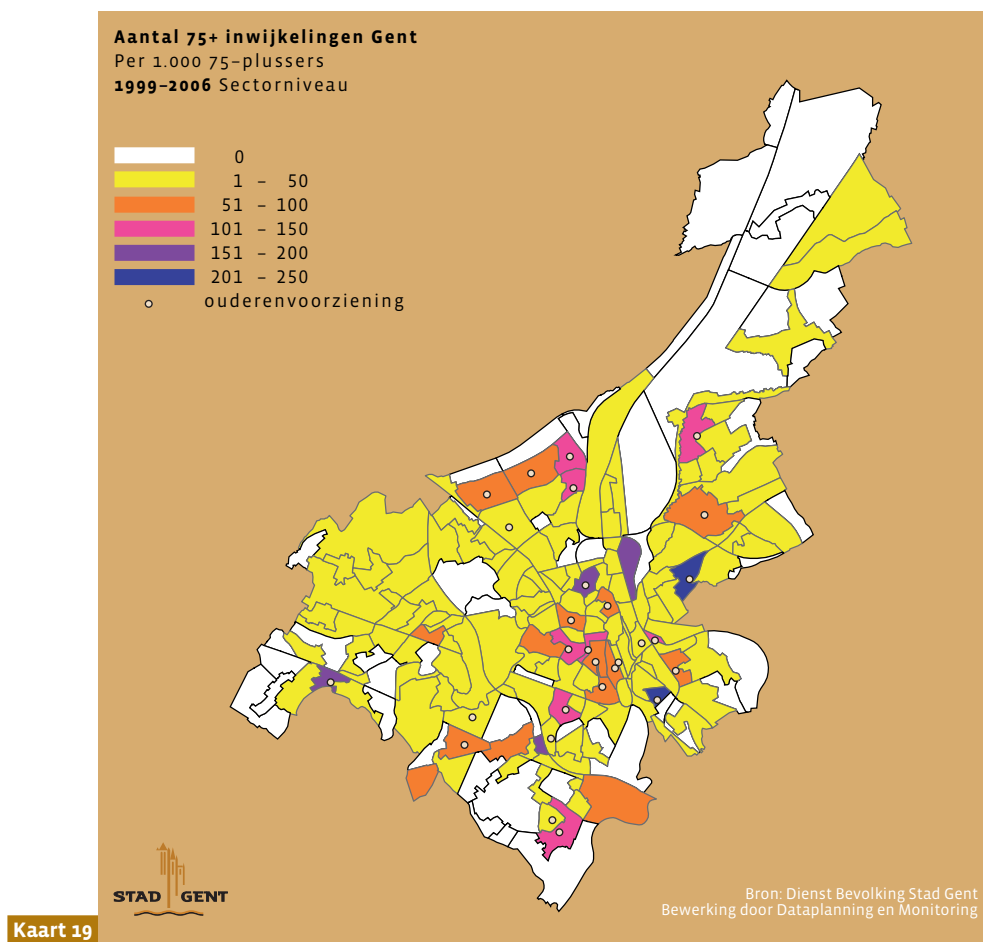 Aantal 75+ inwijkelingen Gent
Per 1.000 75-plussers
1999-2006 Sectorniveau
0
1 - 50
51 - 100
101 - 150
151 - 200
201 - 250
ouderenvoorziening
STAD GENT
Bron: Dienst Bevolking Stad Gent
Bewerking door Dataplanning en Monitoring
Kaart 19